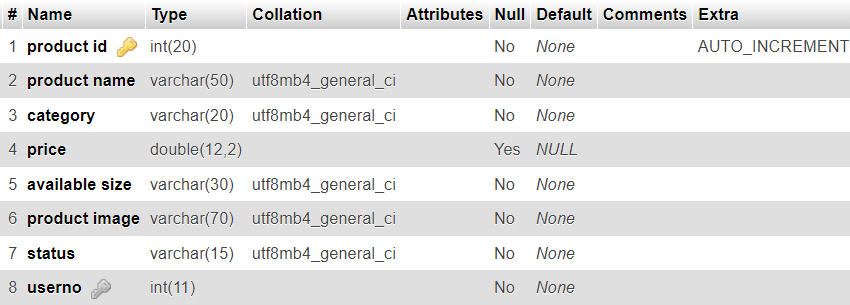 # Name Type Collation Attributes Null Default Comments Extra
1 product id int(20) No None AUTO_INCREMENT
2 product name varchar(50) utf8mb4_general_ci No None
3 category varchar(20) utf8mb4_general_ci No None
4 price double(12,2) Yes NULL
5 available size varchar(30) utf8mb4_general_ci No None
6 product image varchar(70) utf8mb4_general_ci No None
7 status varchar(15) utf8mb4_general_ci No None
8 userno int(11) No None